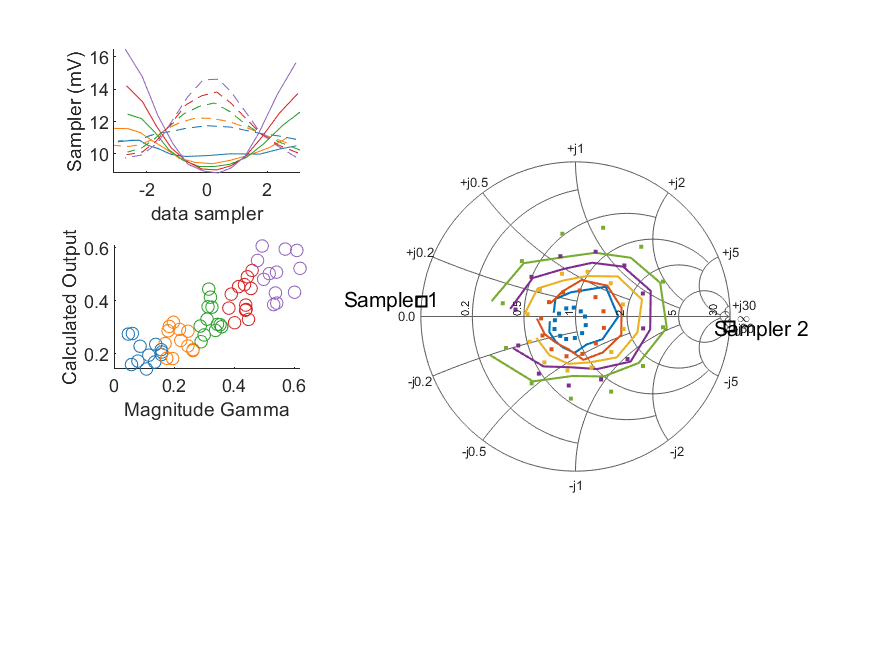 Sampler (mV)
16
14
12
10
-2
0
2
data sampler
Calculated Output
0.6
0.4
0.2
0
0.2
0.4
0.6
Magnitude Gamma
+j1
+j0.5
+j2
+j0.2
+j5
+j30
Sampler 1
0.0
0.2
0.5
1
2
5
30
∞
Sampler 2
-j0.2
-j5
-j0.5
-j2
-j1